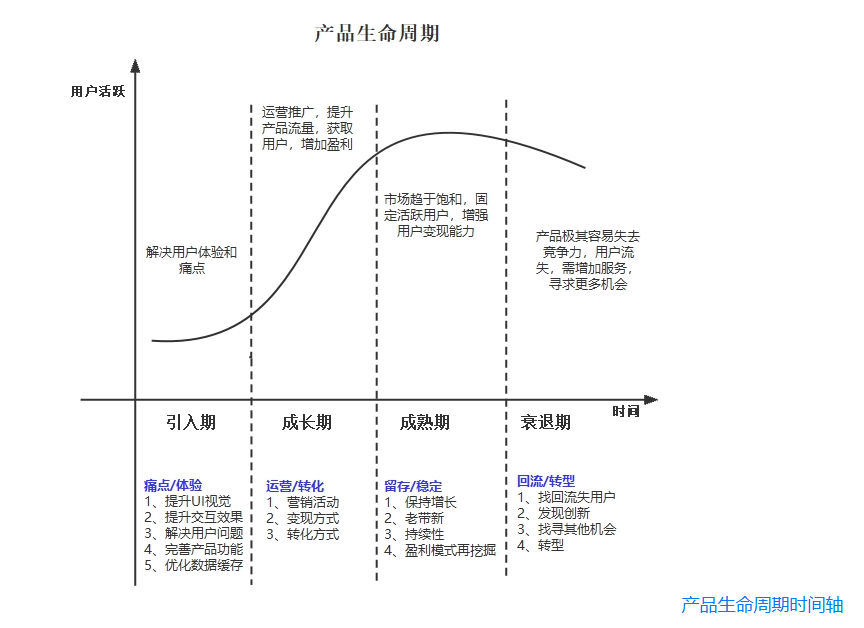 产品生命周期
用户活跃
运营推广，提升
产品流量，获取
用户，增加盈利
市场趋于饱和，固
定活跃用户，增强
用户变现能力
解决用户体验和
痛点
产品极其容易失去
竞争力，用户流
失，需增加服务，
寻求更多机会
时间
引入期
成长期
成熟期
衰退期
痛点/体验
1、提升UI视觉
2、提升交互效果
3、解决用户问题
4、完善产品功能
5、优化数据缓存
运营/转化
1、营销活动
2、变现方式
3、转化方式
留存/稳定
1、保持增长
2、老带新
3、持续性
4、盈利模式再挖掘
回流/转型
1、找回流失用户
2、发现创新
3、找寻其他机会
4、转型
产品生命周期时间轴